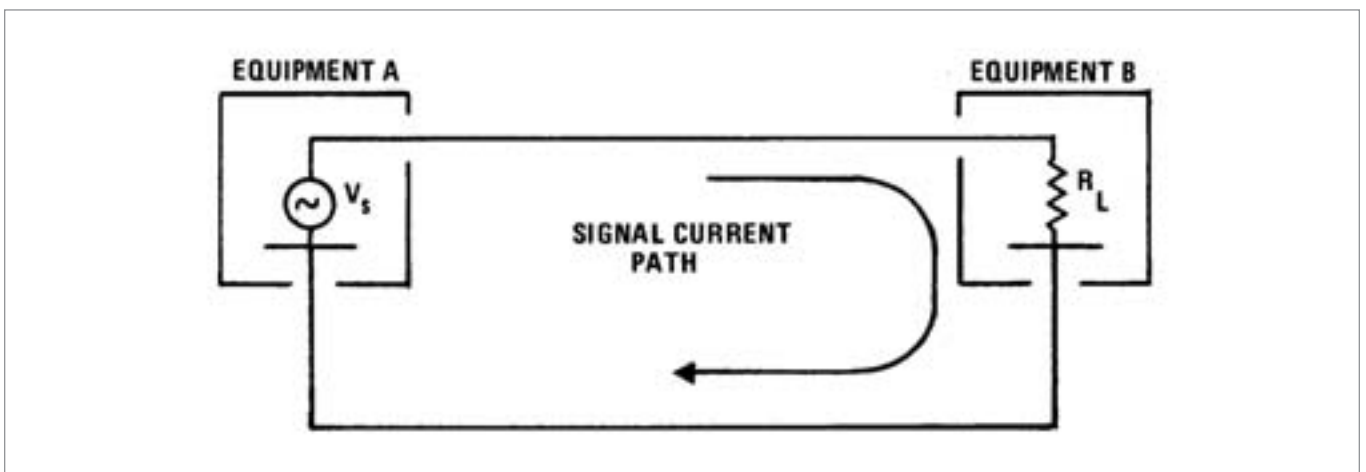 EQUIPMENT A
EQUIPMENT B
Vs
RL
SIGNAL CURRENT
PATH